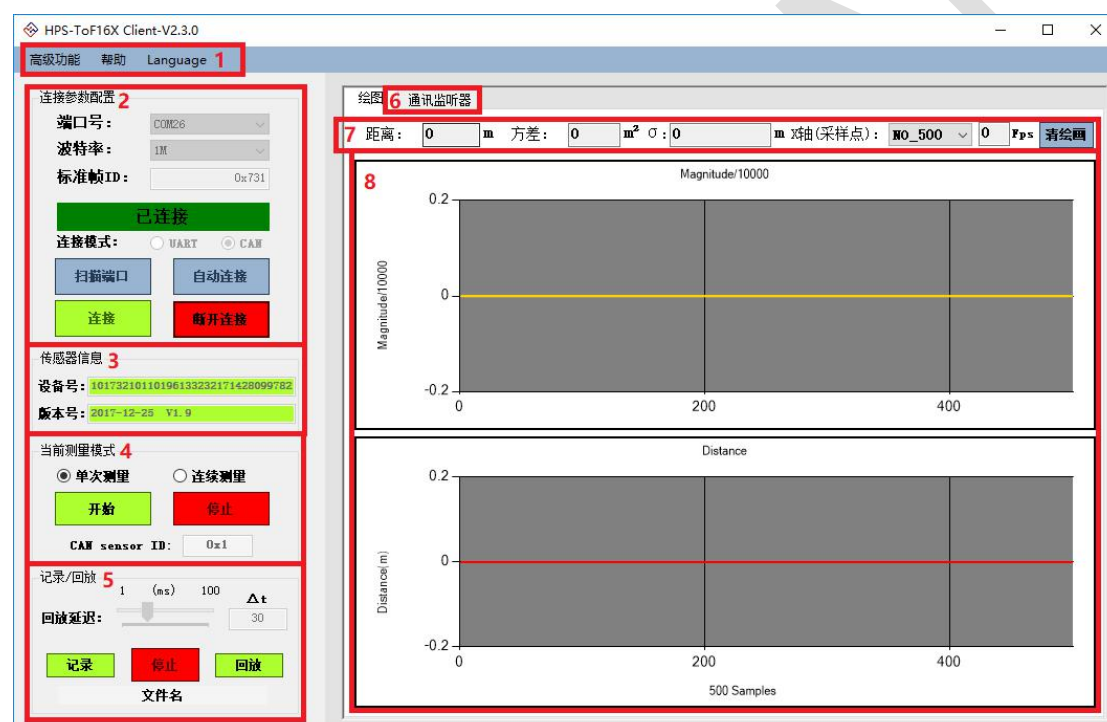 HPS-ToF16X Client-V2.3.0
高级功能 帮助 Language 1
连接参数配置 2
端口号: COM26
波特率: 1M
标准帧ID: 0x731
已连接
连接模式: UART CAN
扫描端口 自动连接
连接 断开连接
传感器信息 3
设备号: 10173210110196133232171428099782
版本号: 2017-12-25 V1.9
当前测量模式 4
单次测量 连续测量
开始 停止
CAN sensor ID: 0x1
记录/回放 5
1 (ms) 100 Δt
回放延迟: 30
记录 停止 回放
文件名
绘图 6 通讯监听器
7 距离: 0 m 方差: 0 m² σ:0 m X轴(采样点): NO_500 0 Fps 清绘画
8
Magnitude/10000
Magnitude/10000
0.2
0
-0.2
0 200 400
Distance
Distance(m)
0.2
0
-0.2
0 200 400
500 Samples